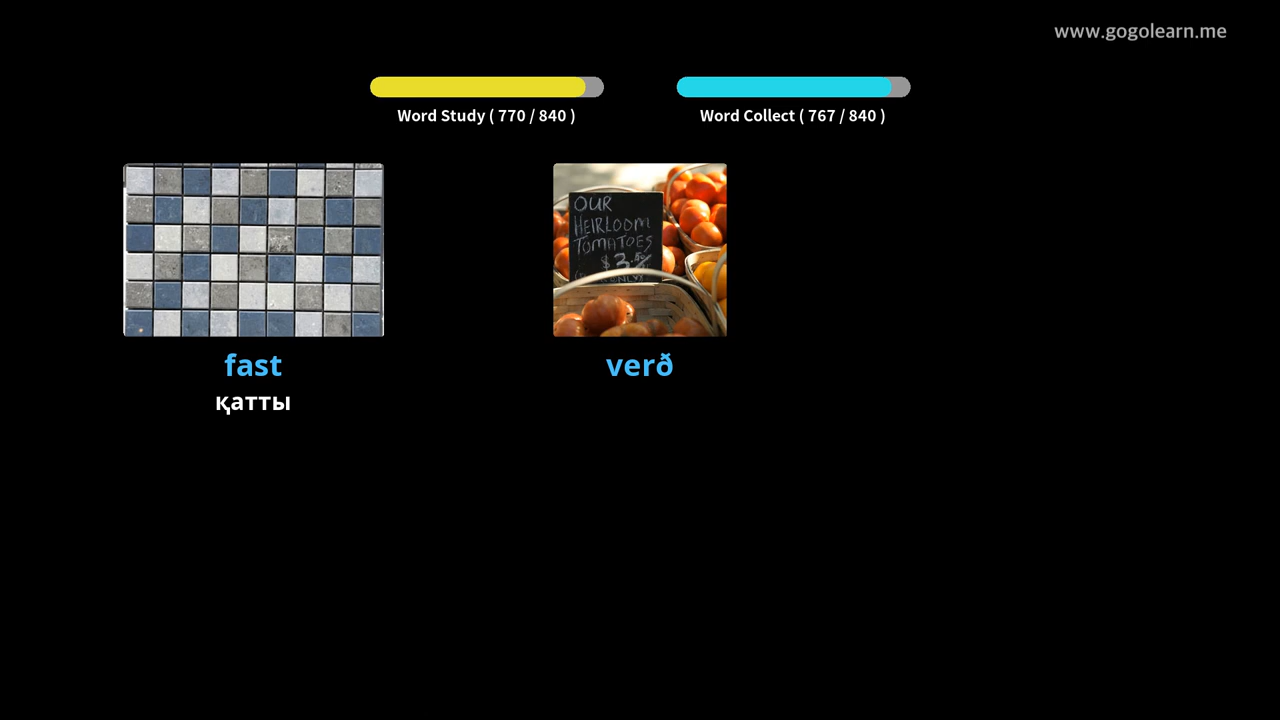 www.gogolearn.me
Word Study ( 770 / 840 )
Word Collect ( 767 / 840 )
OUR
HEIRLOOM
TOMATOES
fast
verð
қатты